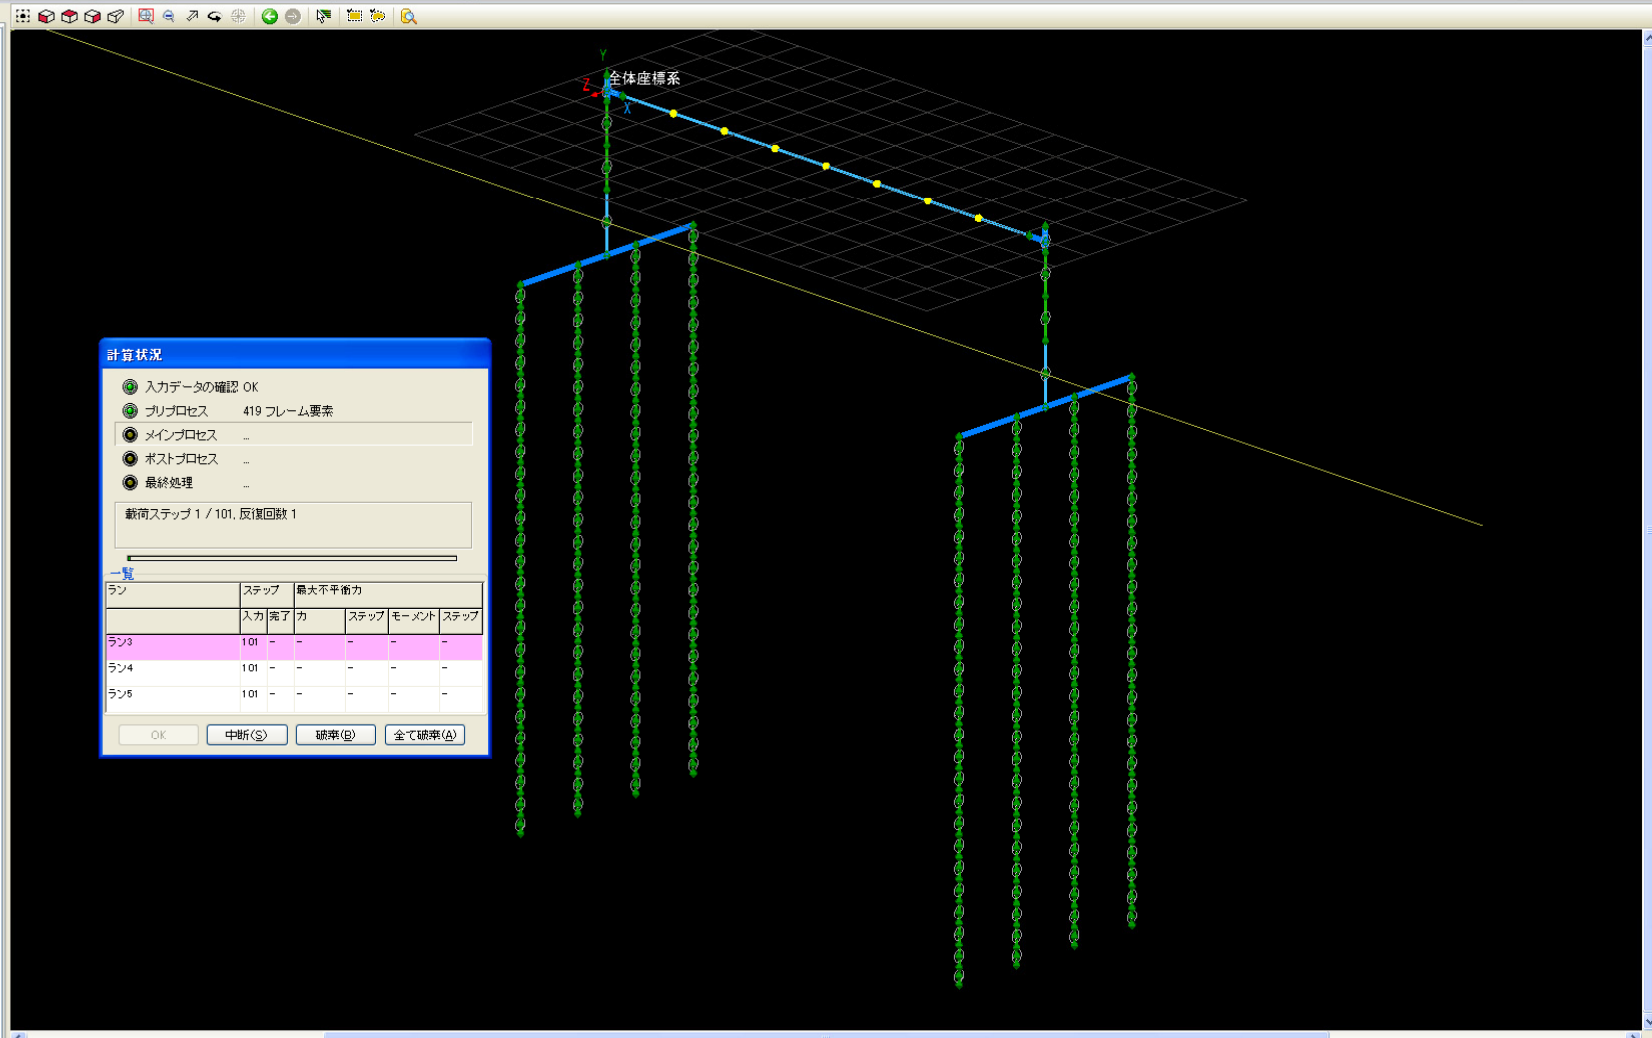 Y
Z 全体座標系
X
計算状況
入力データの確認 OK
プリプロセス 419 フレーム要素
メインプロセス ...
ポストプロセス ...
最終処理 ...
載荷ステップ 1 / 101, 反復回数 1
一覧
ラン ステップ 最大不平衡力
入力 完了 力 ステップ モーメント ステップ
ラン3 101 - - - - -
ラン4 101 - - - - -
ラン5 101 - - - - -
OK 中断(S) 破棄(B) 全て破棄(A)